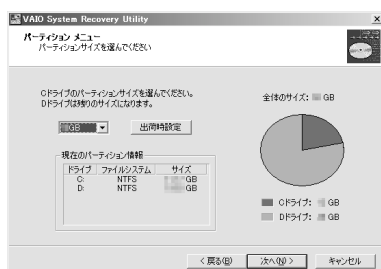 VAIO System Recovery Utility
パーティション メニュー
パーティションサイズを選んでください
Cドライブのパーティションサイズを選んでください。
Dドライブは残りのサイズになります。
全体のサイズ: GB
GB 出荷時設定
現在のパーティション情報
ドライブ ファイルシステム サイズ
C: NTFS GB
D: NTFS GB
Cドライブ: GB
Dドライブ: GB
< 戻る(B) 次へ(N) > キャンセル